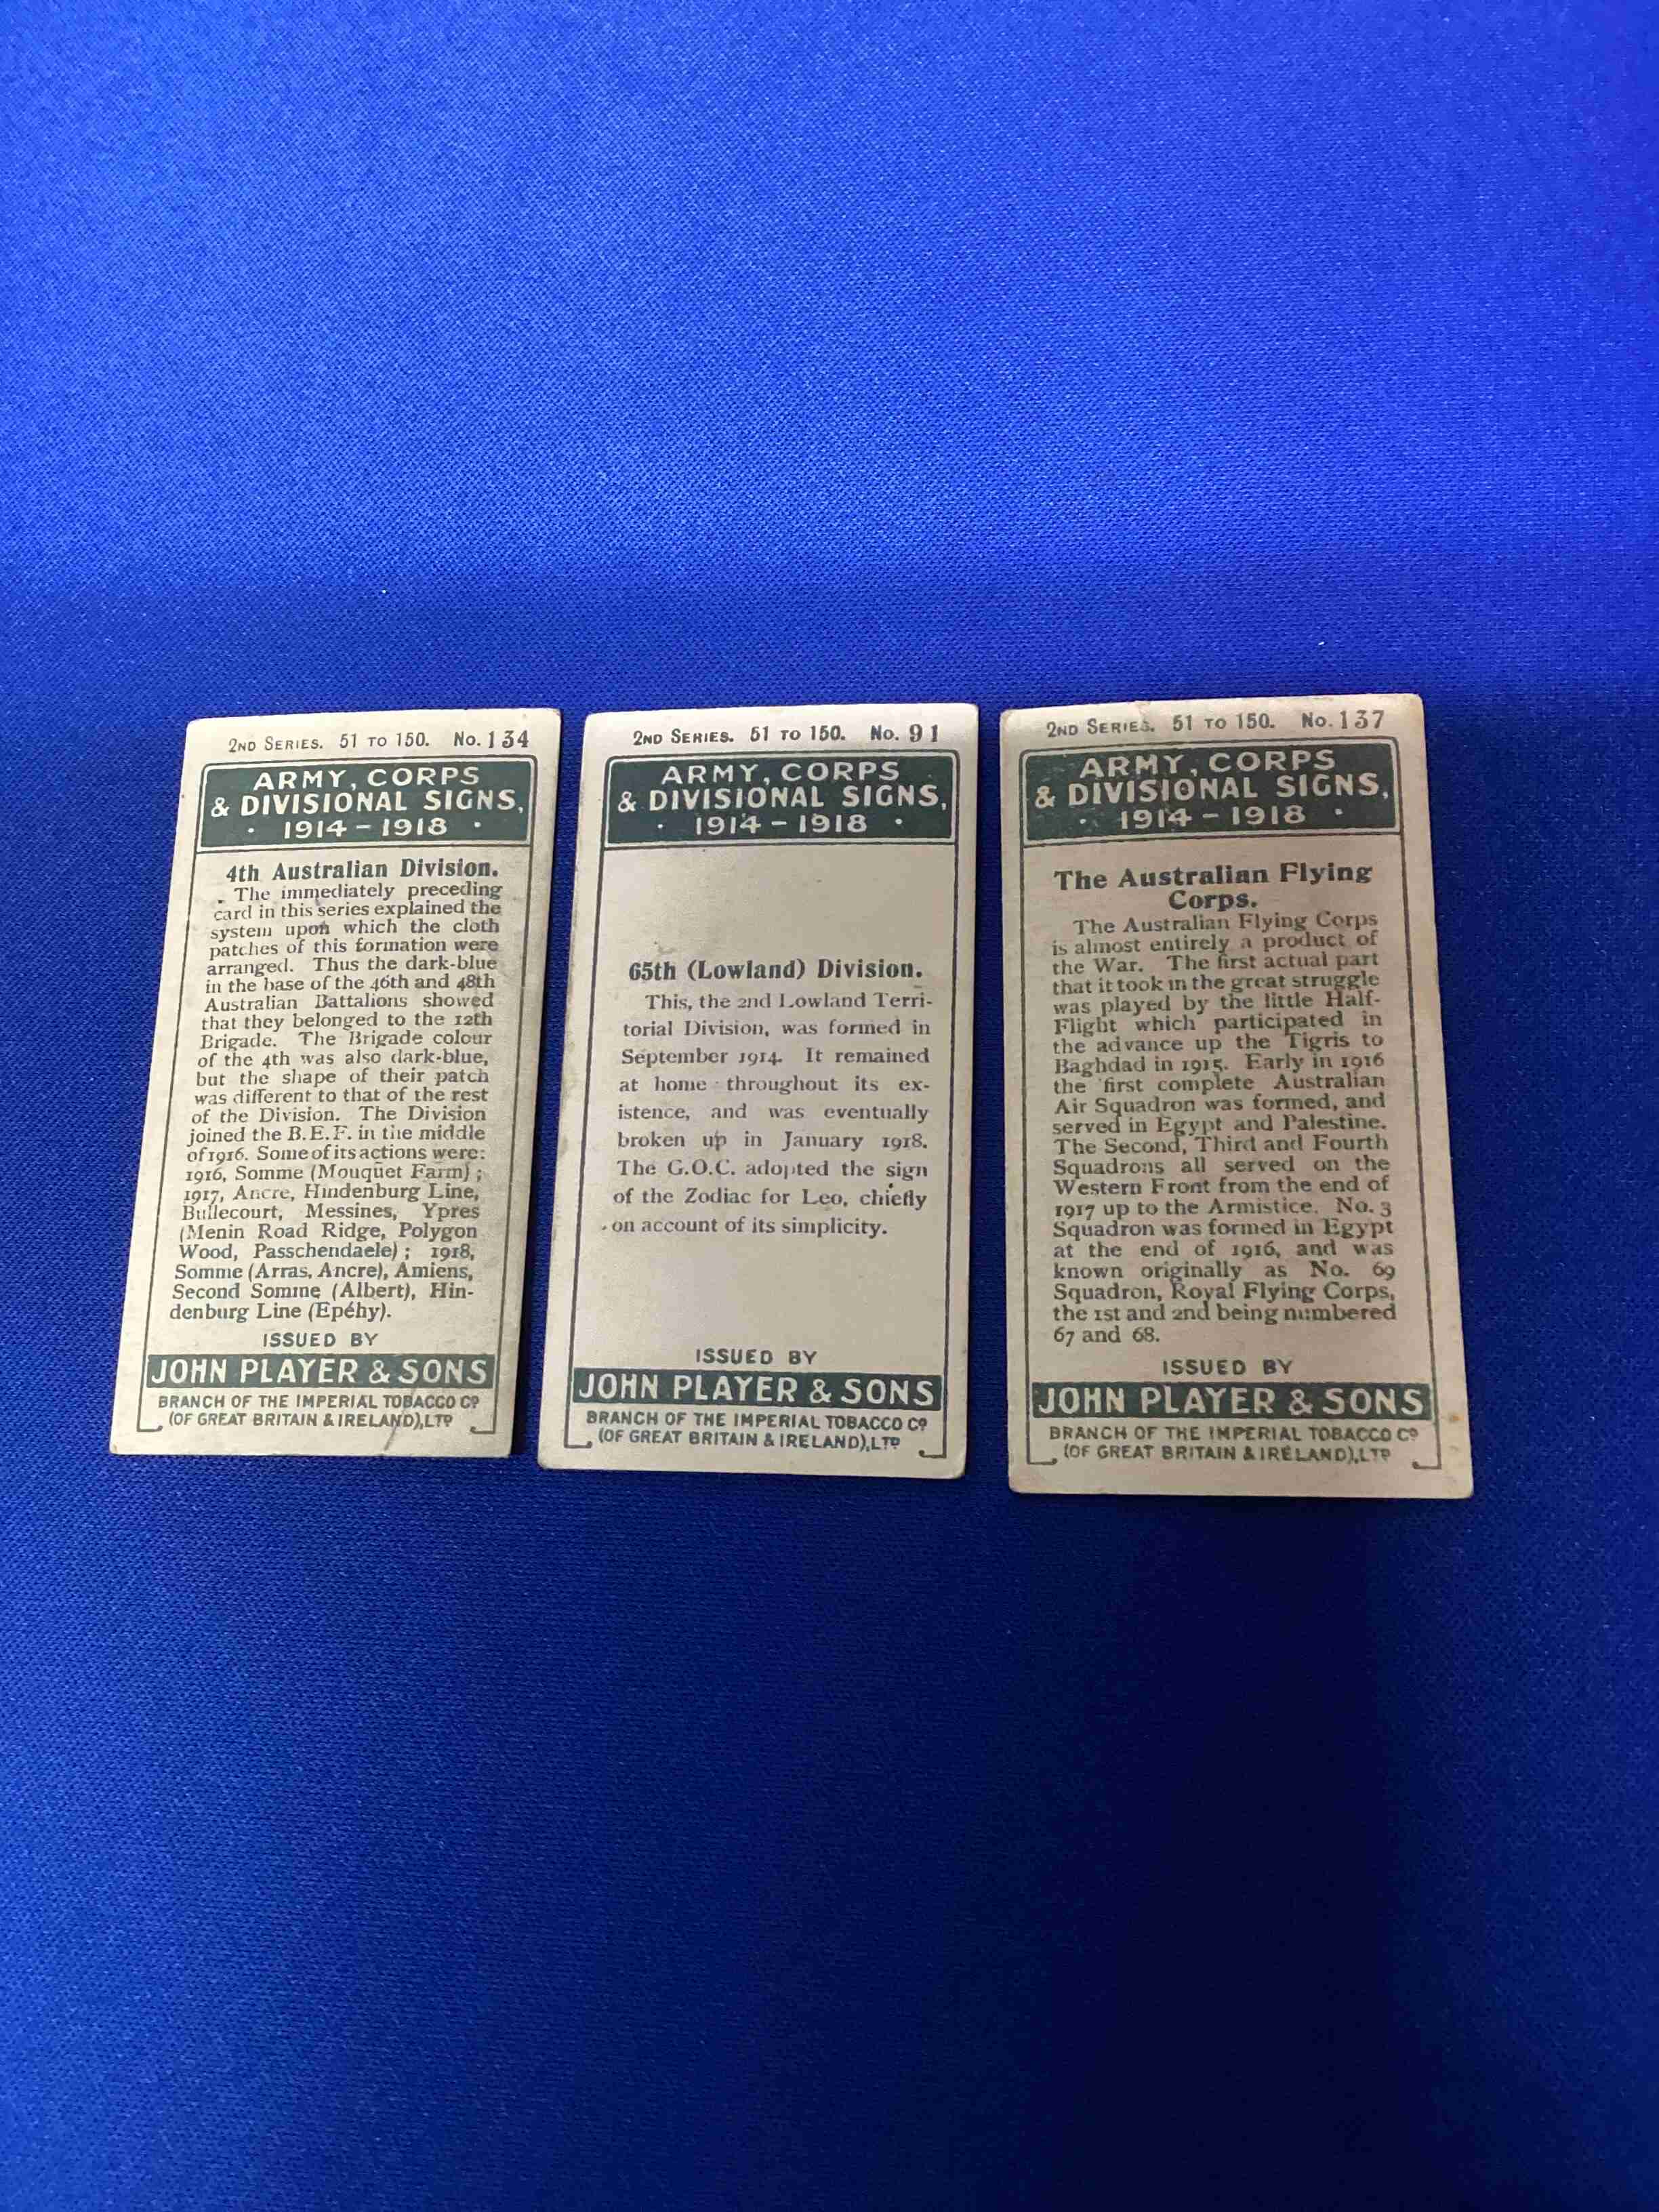 2ND SERIES. 51 TO 150. No. 134
ARMY, CORPS
& DIVISIONAL SIGNS,
· 1914 – 1918 ·
4th Australian Division.
The immediately preceding
card in this series explained the
system upon which the cloth
patches of this formation were
arranged. Thus the dark-blue
in the base of the 46th and 48th
Australian Battalions showed
that they belonged to the 12th
Brigade. The Brigade colour
of the 4th was also dark-blue,
but the shape of their patch
was different to that of the rest
of the Division. The Division
joined the B.E.F. in the middle
of 1916. Some of its actions were:
1916, Somme (Mouquet Farm);
1917, Ancre, Hindenburg Line,
Bullecourt, Messines, Ypres
(Menin Road Ridge, Polygon
Wood, Passchendaele); 1918,
Somme (Arras, Ancre), Amiens,
Second Somme (Albert), Hin-
denburg Line (Epéhy).
ISSUED BY
JOHN PLAYER & SONS
BRANCH OF THE IMPERIAL TOBACCO CO
(OF GREAT BRITAIN & IRELAND), LTD
2ND SERIES. 51 TO 150. No. 91
ARMY, CORPS
& DIVISIONAL SIGNS,
· 1914 – 1918 ·
65th (Lowland) Division.
This, the 2nd Lowland Terri-
torial Division, was formed in
September 1914. It remained
at home throughout its ex-
istence, and was eventually
broken up in January 1918.
The G.O.C. adopted the sign
of the Zodiac for Leo, chiefly
on account of its simplicity.
ISSUED BY
JOHN PLAYER & SONS
BRANCH OF THE IMPERIAL TOBACCO CO
(OF GREAT BRITAIN & IRELAND), LTD
2ND SERIES. 51 TO 150. No. 137
ARMY, CORPS
& DIVISIONAL SIGNS,
· 1914 – 1918 ·
The Australian Flying
Corps.
The Australian Flying Corps
is almost entirely a product of
the War. The first actual part
that it took in the great struggle
was played by the little Half-
Flight which participated in
the advance up the Tigris to
Baghdad in 1915. Early in 1916
the first complete Australian
Air Squadron was formed, and
served in Egypt and Palestine.
The Second, Third and Fourth
Squadrons all served on the
Western Front from the end of
1917 up to the Armistice. No. 3
Squadron was formed in Egypt
at the end of 1916, and was
known originally as No. 69
Squadron, Royal Flying Corps,
the 1st and 2nd being numbered
67 and 68.
ISSUED BY
JOHN PLAYER & SONS
BRANCH OF THE IMPERIAL TOBACCO CO
(OF GREAT BRITAIN & IRELAND), LTD